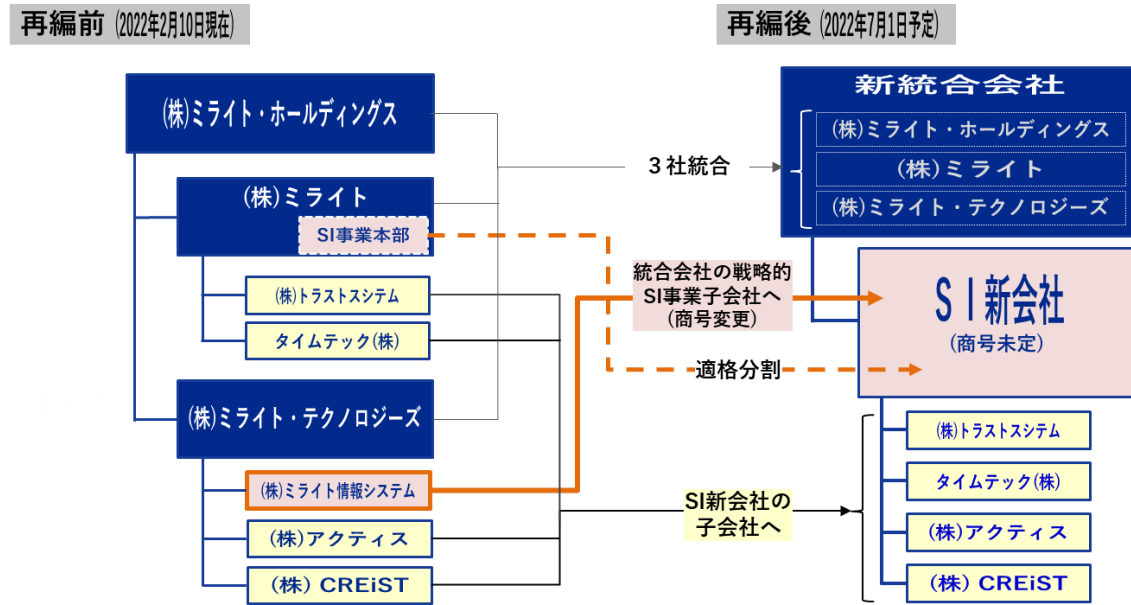 再編前 (2022年2月10日現在)
(株)ミライト・ホールディングス
(株)ミライト
SI事業本部
(株)トラストシステム
タイムテック(株)
(株)ミライト・テクノロジーズ
(株)ミライト情報システム
(株)アクティス
(株) CREiST
3社統合
統合会社の戦略的
SI事業子会社へ
(商号変更)
適格分割
SI新会社の
子会社へ
再編後 (2022年7月1日予定)
新統合会社
(株)ミライト・ホールディングス
(株)ミライト
(株)ミライト・テクノロジーズ
SI新会社
(商号未定)
(株)トラストシステム
タイムテック(株)
(株)アクティス
(株) CREiST